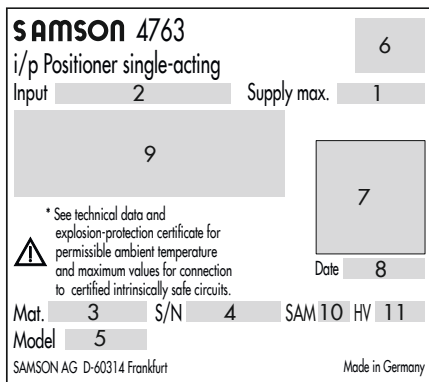 SAMSON 4763
6
i/p Positioner single-acting
Input 2 Supply max. 1
9
7
* See technical data and
explosion-protection certificate for
permissible ambient temperature
and maximum values for connection
to certified intrinsically safe circuits.
Date 8
Mat. 3 S/N 4 SAM 10 HV 11
Model 5
SAMSON AG D-60314 Frankfurt Made in Germany